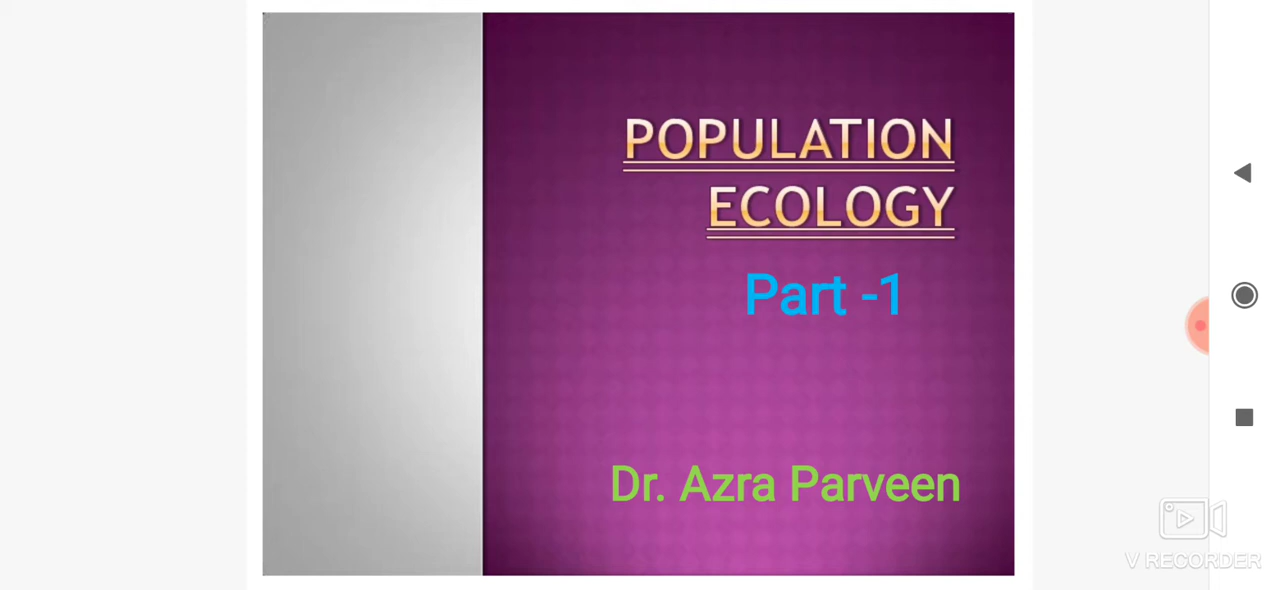 POPULATION
ECOLOGY
Part -1
Dr. Azra Parveen
V RECORDER